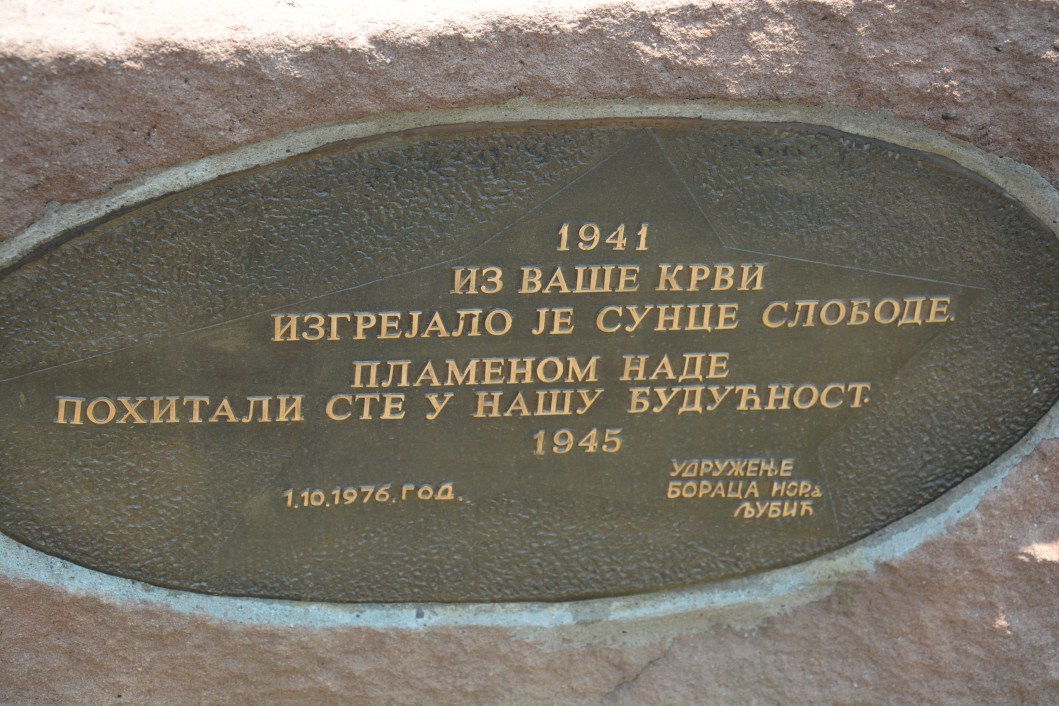 1941
ИЗ ВАШЕ КРВИ
ИЗГРЕЈАЛО ЈЕ СУНЦЕ СЛОБОДЕ.
ПЛАМЕНОМ НАДЕ
ПОХИТАЛИ СТЕ У НАШУ БУДУЋНОСТ.
1945
1.10.1976. ГОД.
УДРУЖЕЊЕ
БОРАЦА НОРа
ЉУБИЋ